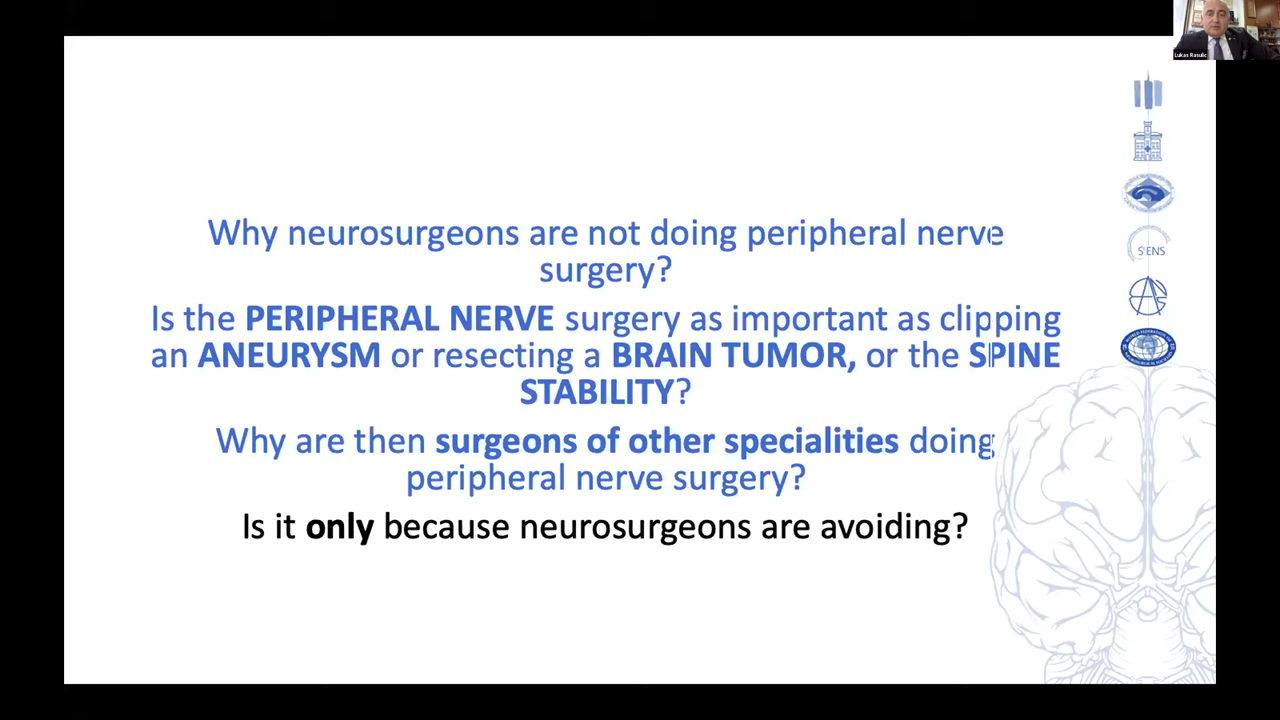 Lukas Rasulic
Why neurosurgeons are not doing peripheral nerve
surgery?
Is the PERIPHERAL NERVE surgery as important as clipping
an ANEURYSM or resecting a BRAIN TUMOR, or the SPINE
STABILITY?
Why are then surgeons of other specialities doing
peripheral nerve surgery?
Is it only because neurosurgeons are avoiding?